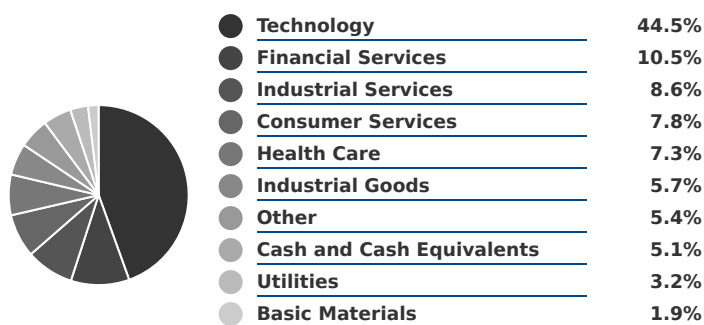 Technology 44.5%
Financial Services 10.5%
Industrial Services 8.6%
Consumer Services 7.8%
Health Care 7.3%
Industrial Goods 5.7%
Other 5.4%
Cash and Cash Equivalents 5.1%
Utilities 3.2%
Basic Materials 1.9%